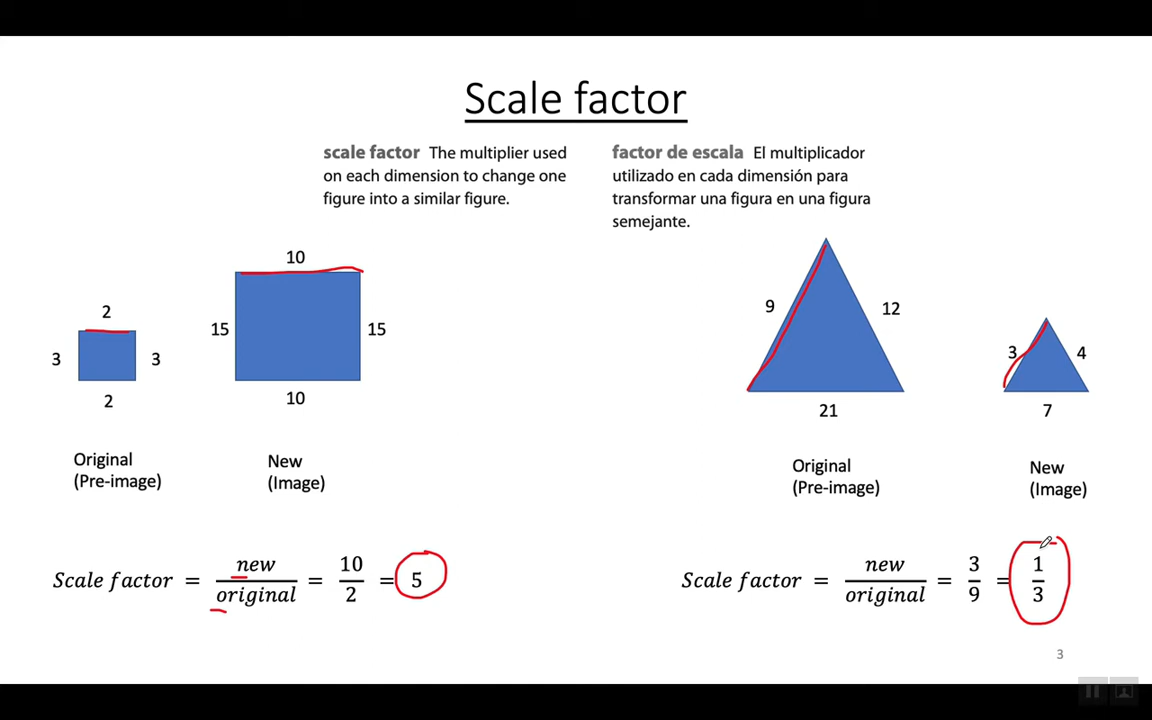 Scale factor
scale factor The multiplier used
on each dimension to change one
figure into a similar figure.
factor de escala El multiplicador
utilizado en cada dimensión para
transformar una figura en una figura
semejante.
10
2
15
15
3
3
2
10
Original
(Pre-image)
New
(Image)
9
12
3
4
21
7
Original
(Pre-image)
New
(Image)
Scale factor = new/original = 10/2 = 5
Scale factor = new/original = 3/9 = 1/3
3